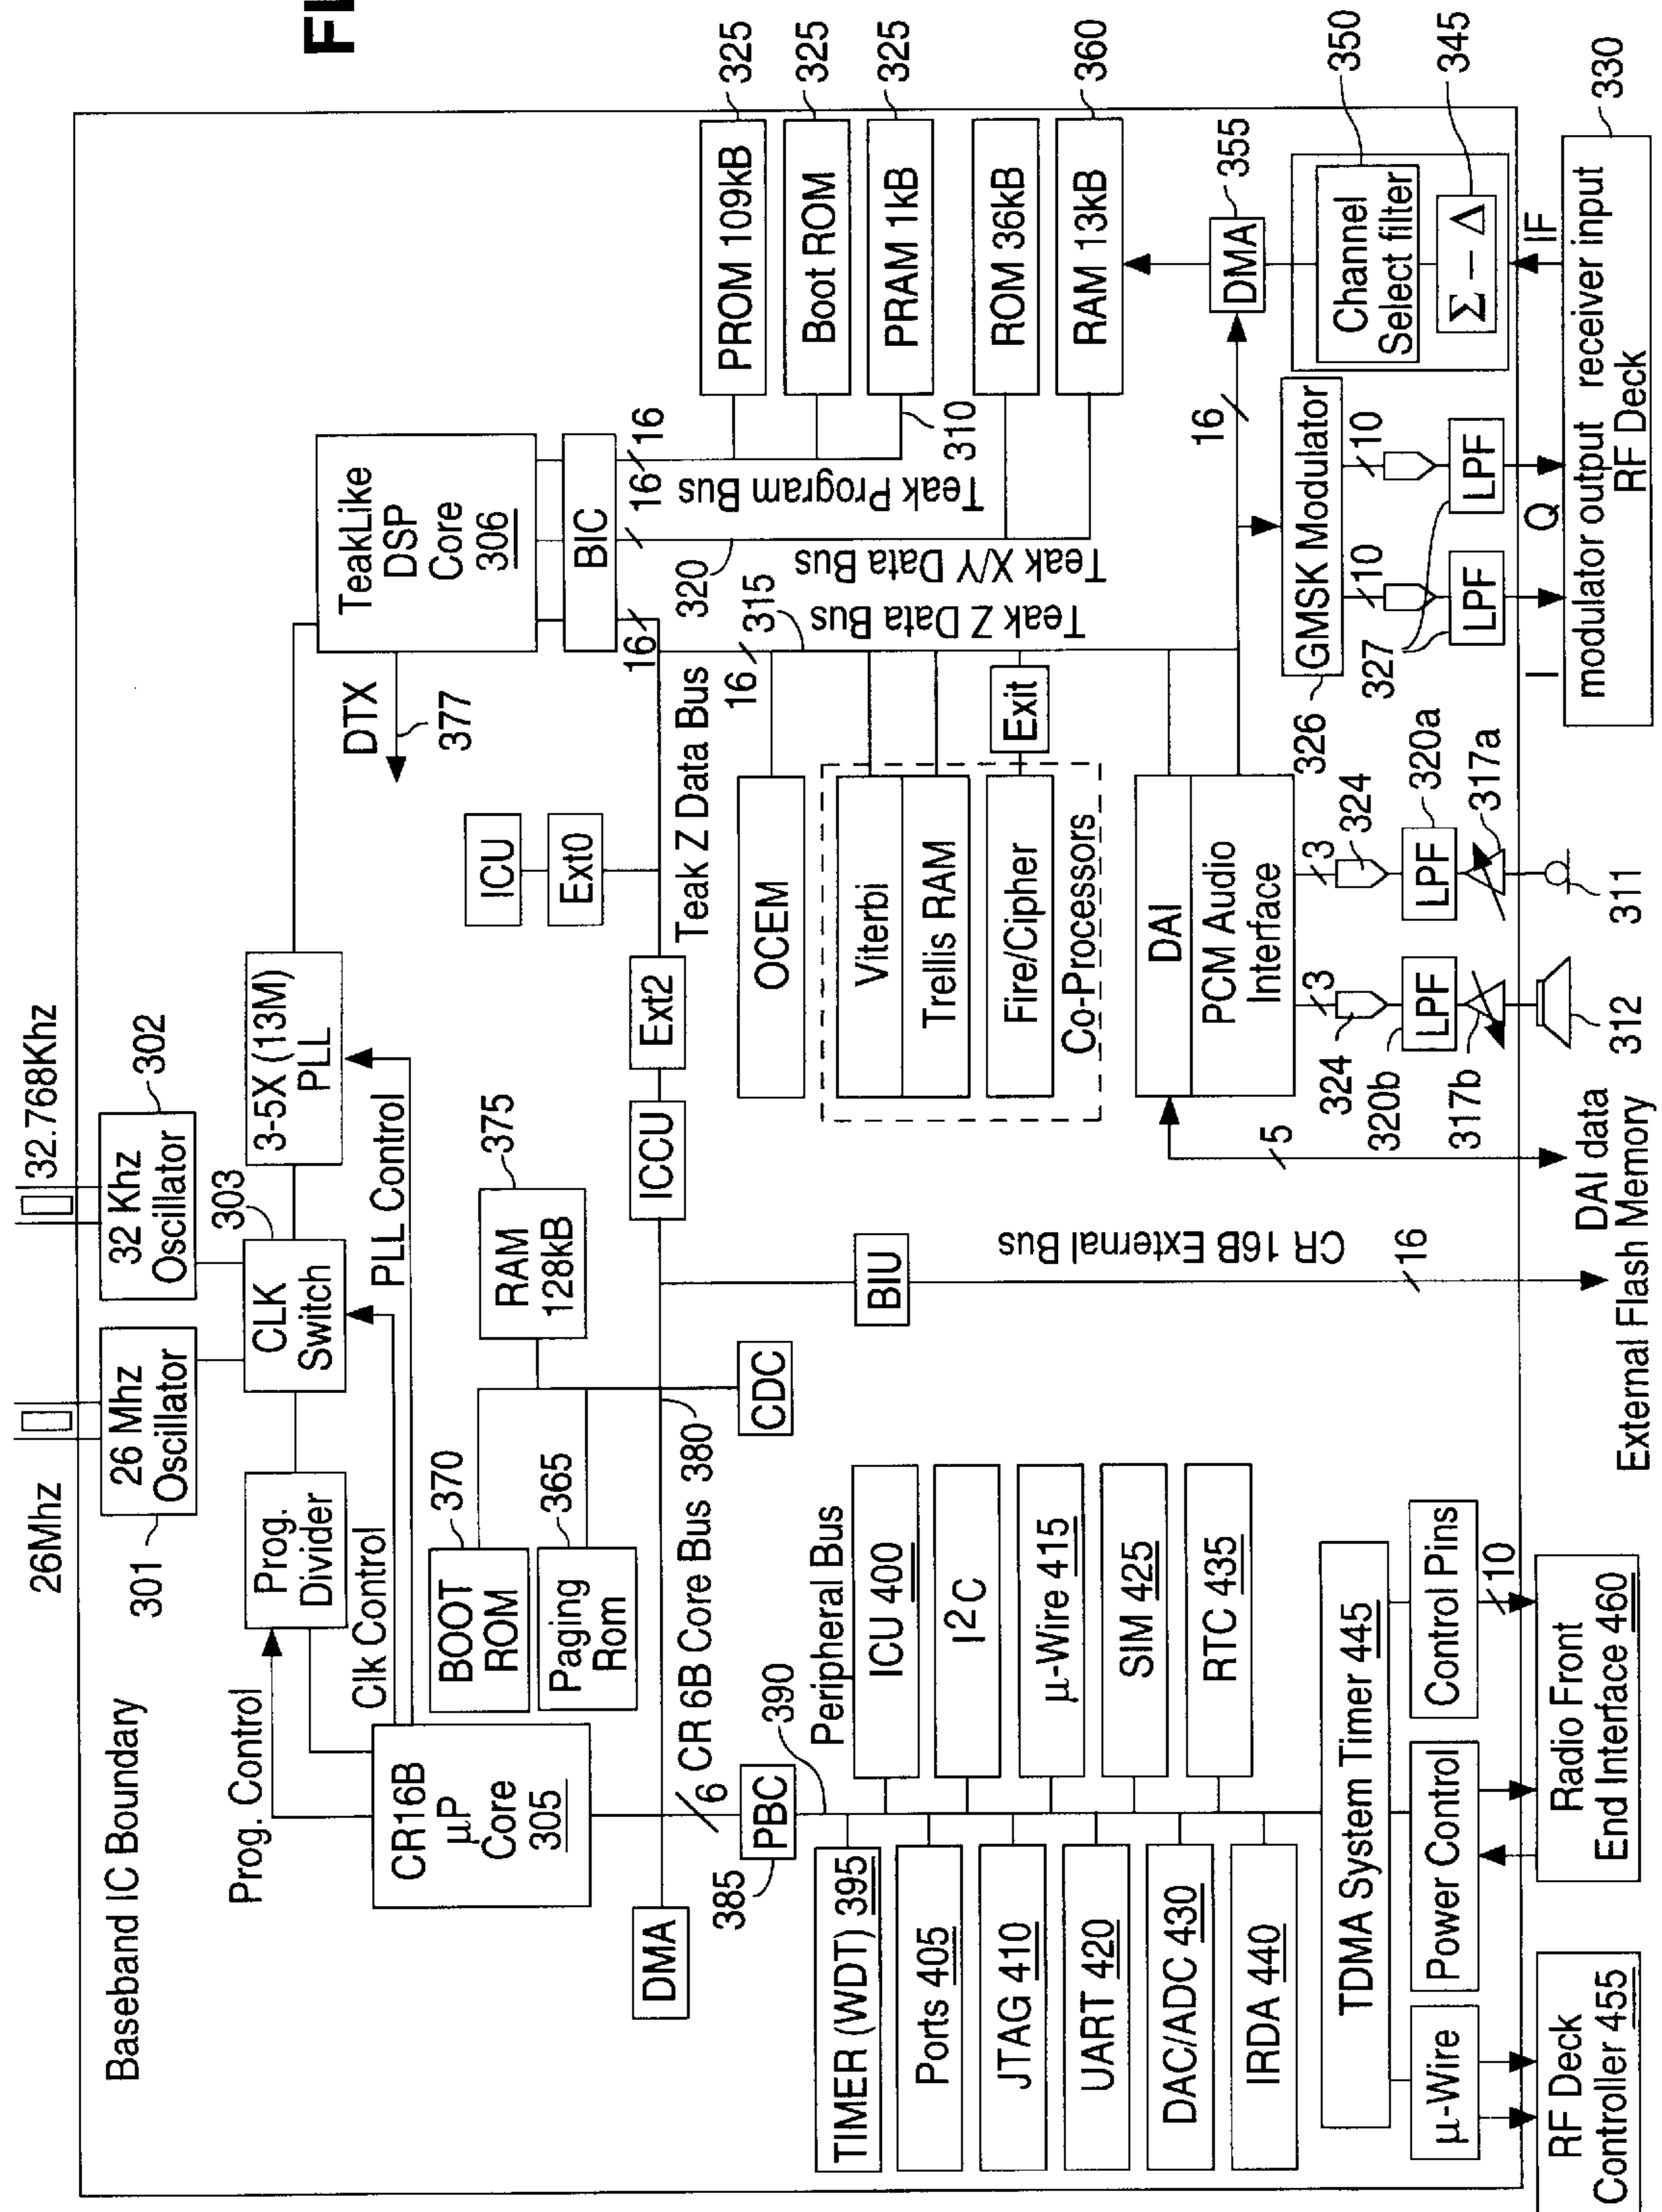 FI
26Mhz
32.768Khz
Baseband IC Boundary
301
26 Mhz
Oscillator
32 Khz
Oscillator
302
303
Prog. Control
Prog.
Divider
CLK
Switch
3-5X (13M)
PLL
Clk Control
PLL Control
CR16B
µP
Core
305
BOOT
ROM
370
Paging
Rom
365
RAM
128kB
375
DTX
377
TeakLike
DSP
Core
306
BIC
16
16
16
ICU
Ext0
DMA
CR 6B Core Bus 380
ICCU
Ext2
Teak Z Data Bus
6
385
PBC
390
CDC
BIU
CR 16B External Bus
16
16
315
320
310
Teak Program Bus
Teak X/Y Data Bus
Teak Z Data Bus
PROM 109kB
325
Boot ROM
325
PRAM 1kB
325
ROM 36kB
RAM 13kB
360
Peripheral Bus
TIMER (WDT) 395
ICU 400
Ports 405
I2C
JTAG 410
µ-Wire 415
UART 420
SIM 425
DAC/ADC 430
RTC 435
IRDA 440
OCEM
Viterbi
Trellis RAM
Fire/Cipher
Exit
Co-Processors
DAI
PCM Audio
Interface
5
3
3
324
324
LPF
320b
LPF
320a
317b
317a
312
311
16
DMA
355
GMSK Modulator
326
10
10
LPF
LPF
327
Channel
Select filter
350
Σ – Δ
345
TDMA System Timer 445
µ-Wire
Power Control
Control Pins
10
I
Q
IF
RF Deck
Controller 455
Radio Front
End Interface 460
External Flash Memory
DAI data
modulator output receiver input
RF Deck
330